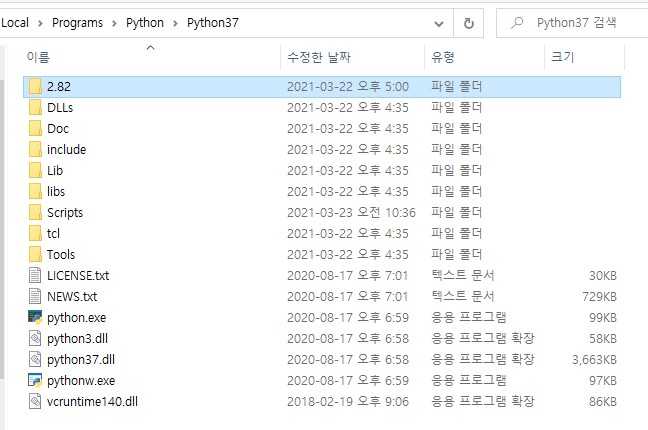 Local > Programs > Python > Python37
Python37 검색
이름 수정한 날짜 유형 크기
2.82 2021-03-22 오후 5:00 파일 폴더
DLLs 2021-03-22 오후 4:35 파일 폴더
Doc 2021-03-22 오후 4:35 파일 폴더
include 2021-03-22 오후 4:35 파일 폴더
Lib 2021-03-22 오후 4:35 파일 폴더
libs 2021-03-22 오후 4:35 파일 폴더
Scripts 2021-03-23 오전 10:36 파일 폴더
tcl 2021-03-22 오후 4:35 파일 폴더
Tools 2021-03-22 오후 4:35 파일 폴더
LICENSE.txt 2020-08-17 오후 7:01 텍스트 문서 30KB
NEWS.txt 2020-08-17 오후 7:01 텍스트 문서 729KB
python.exe 2020-08-17 오후 6:59 응용 프로그램 99KB
python3.dll 2020-08-17 오후 6:58 응용 프로그램 확장 58KB
python37.dll 2020-08-17 오후 6:58 응용 프로그램 확장 3,663KB
pythonw.exe 2020-08-17 오후 6:59 응용 프로그램 97KB
vcruntime140.dll 2018-02-19 오후 9:06 응용 프로그램 확장 86KB